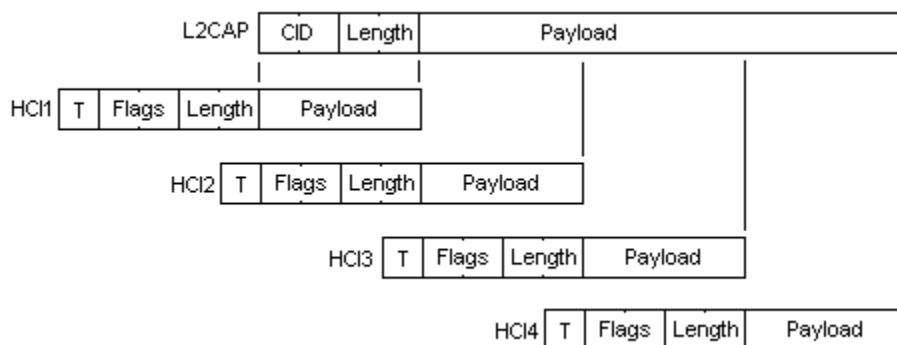 L2CAP CID Length Payload
HCI1 T Flags Length Payload
HCI2 T Flags Length Payload
HCI3 T Flags Length Payload
HCI4 T Flags Length Payload